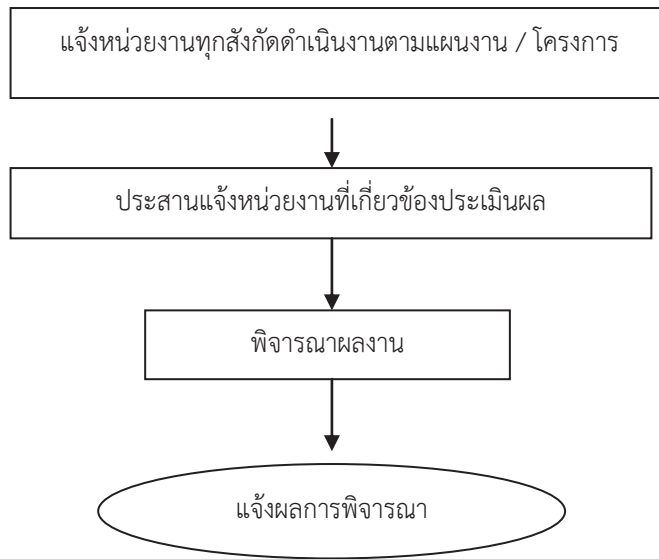 แจ้งหน่วยงานทุกสังกัดดำเนินงานตามแผนงาน / โครงการ
ประสานแจ้งหน่วยงานที่เกี่ยวข้องประเมินผล
พิจารณาผลงาน
แจ้งผลการพิจารณา